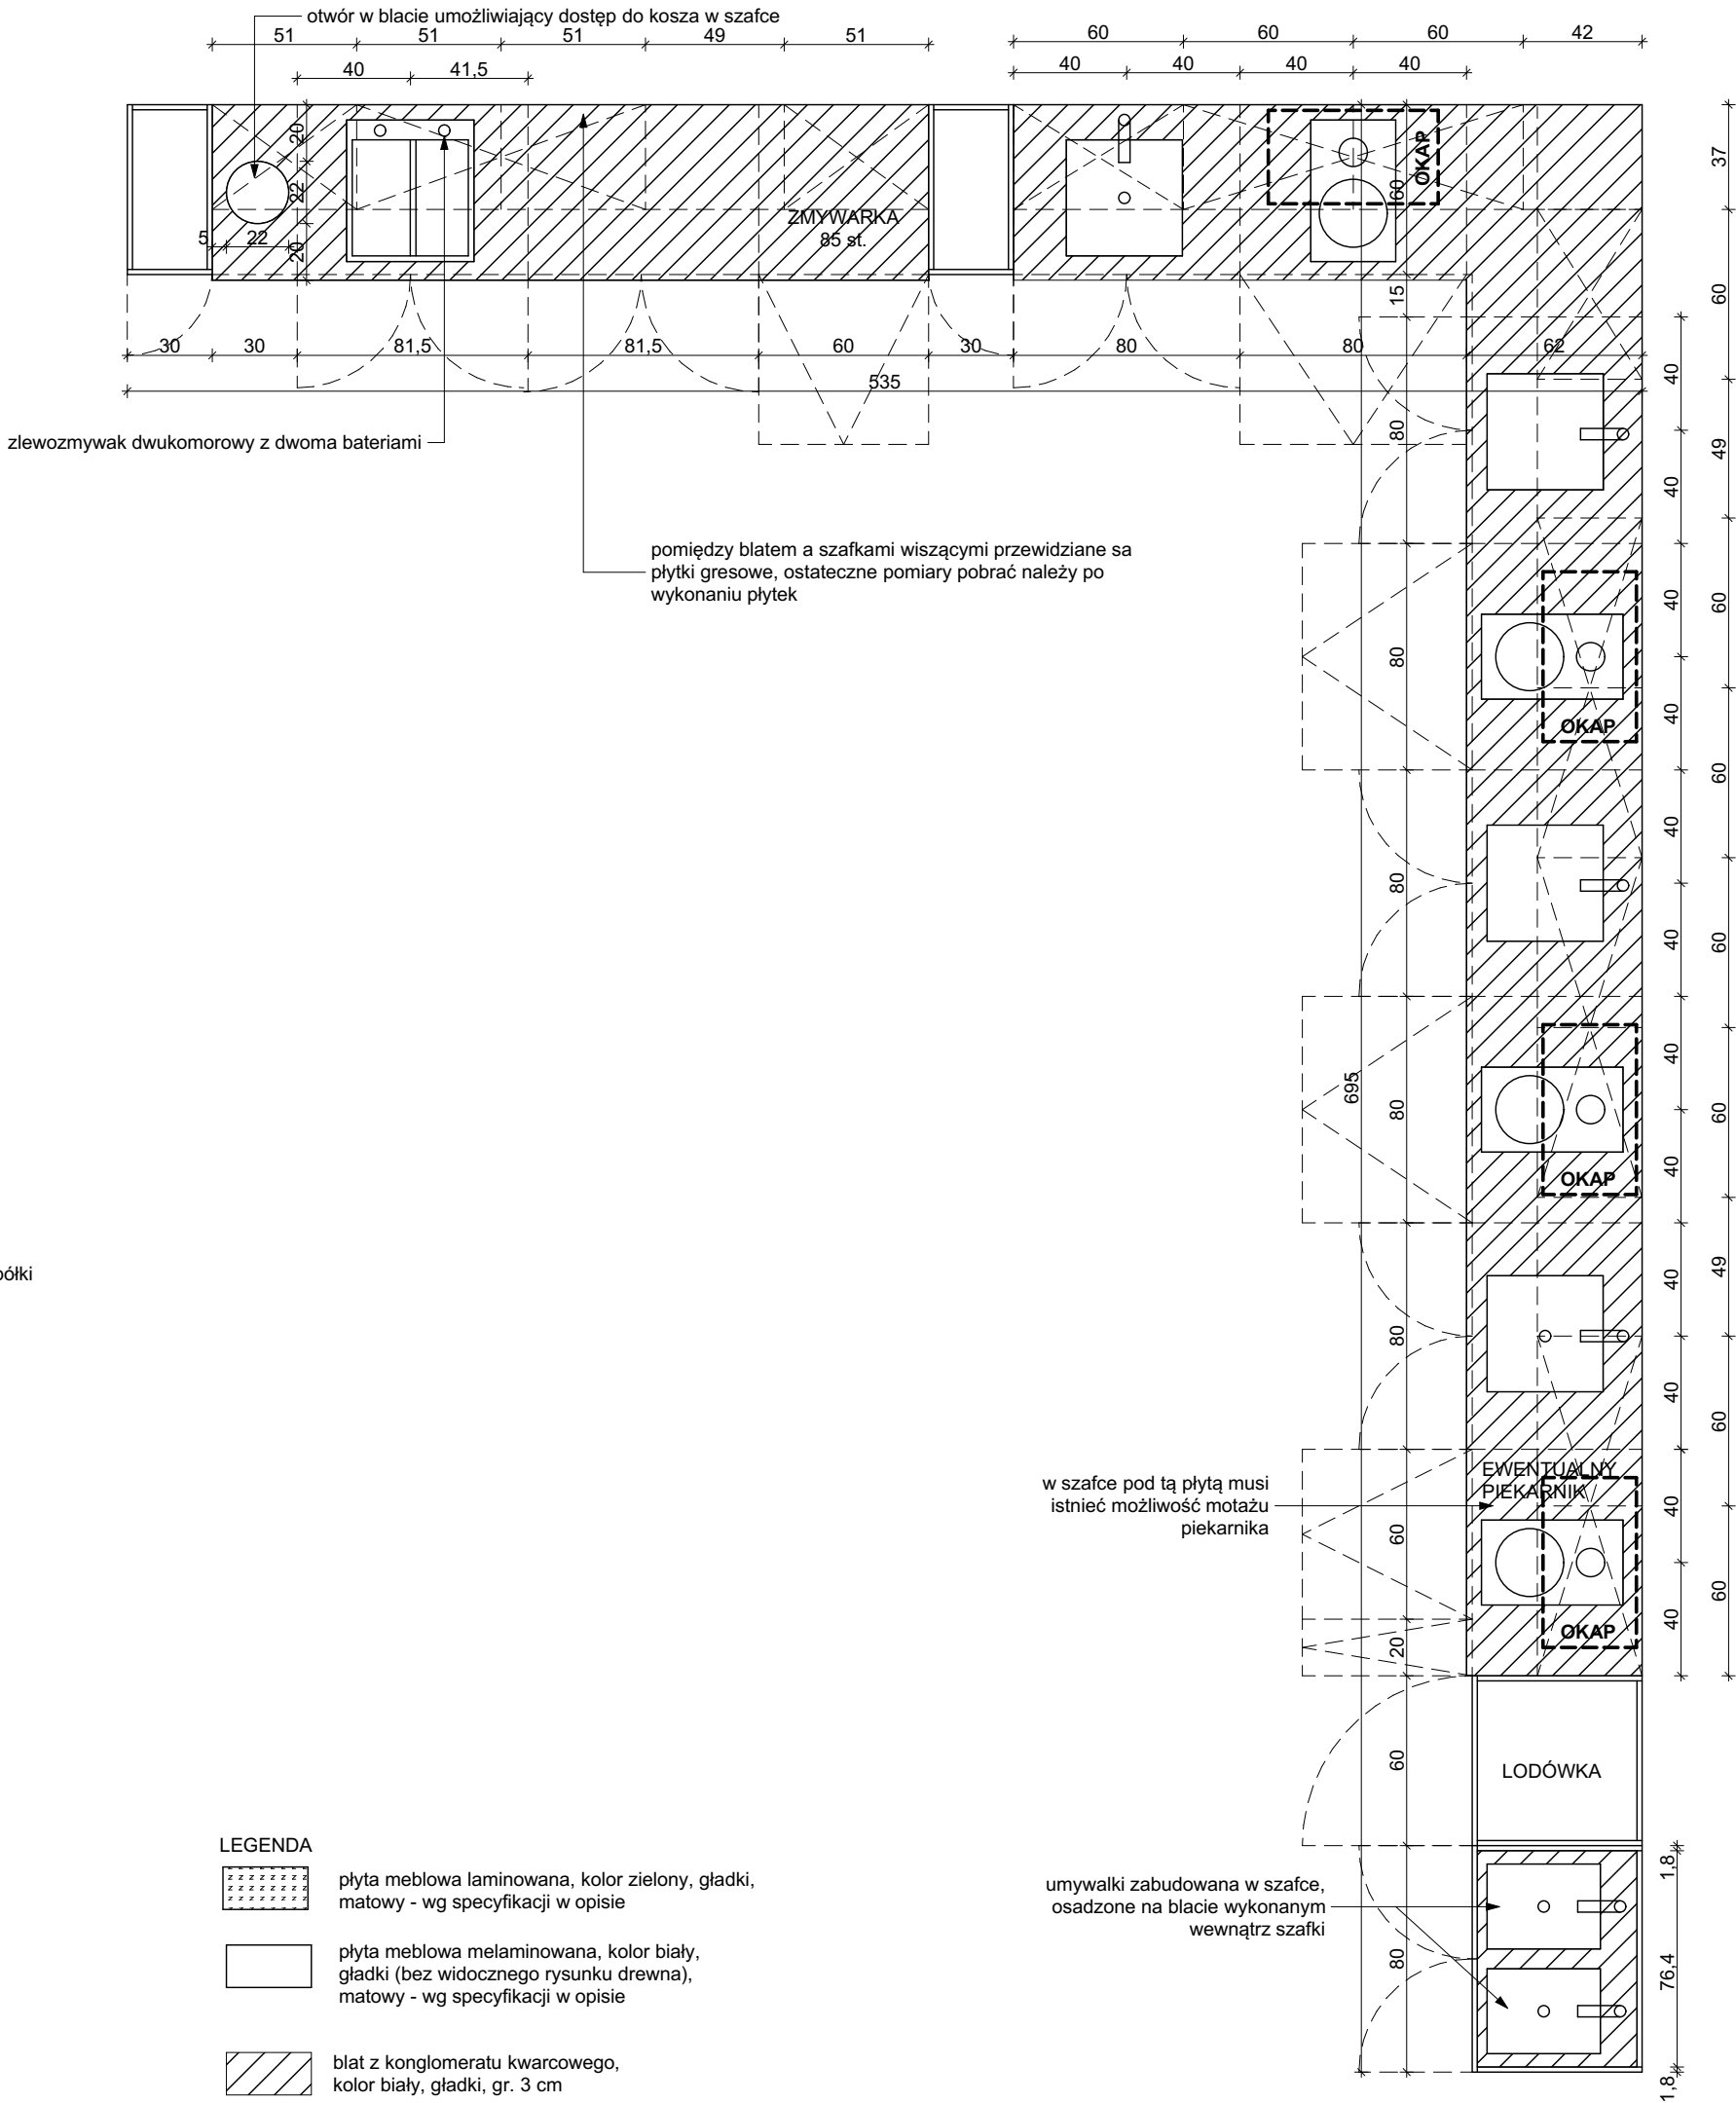 otwór w blacie umożliwiający dostęp do kosza w szafce
51 51 51 49 51
60 60 60 42
40 41,5
40 40 40 40
20
22
20
5 22
ZMYWARKA
85 st.
OKAP
60
15
37
60
30 30 81,5 81,5 60 30 80 80 62
535
zlewozmywak dwukomorowy z dwoma bateriami
pomiędzy blatem a szafkami wiszącymi przewidziane sa
płytki gresowe, ostateczne pomiary pobrać należy po
wykonaniu płytek
80
80
80
80
80
60
20
60
80
695
40
40
40
40
40
40
40
40
40
40
40
40
49
60
60
60
60
49
60
60
OKAP
OKAP
ółki
w szafce pod tą płytą musi
istnieć możliwość motażu
piekarnika
EWENTUALNY
PIEKARNIK
OKAP
LODÓWKA
umywalki zabudowana w szafce,
osadzone na blacie wykonanym
wewnątrz szafki
1,8
76,4
1,8
LEGENDA
płyta meblowa laminowana, kolor zielony, gładki,
matowy - wg specyfikacji w opisie
płyta meblowa melaminowana, kolor biały,
gładki (bez widocznego rysunku drewna),
matowy - wg specyfikacji w opisie
blat z konglomeratu kwarcowego,
kolor biały, gładki, gr. 3 cm